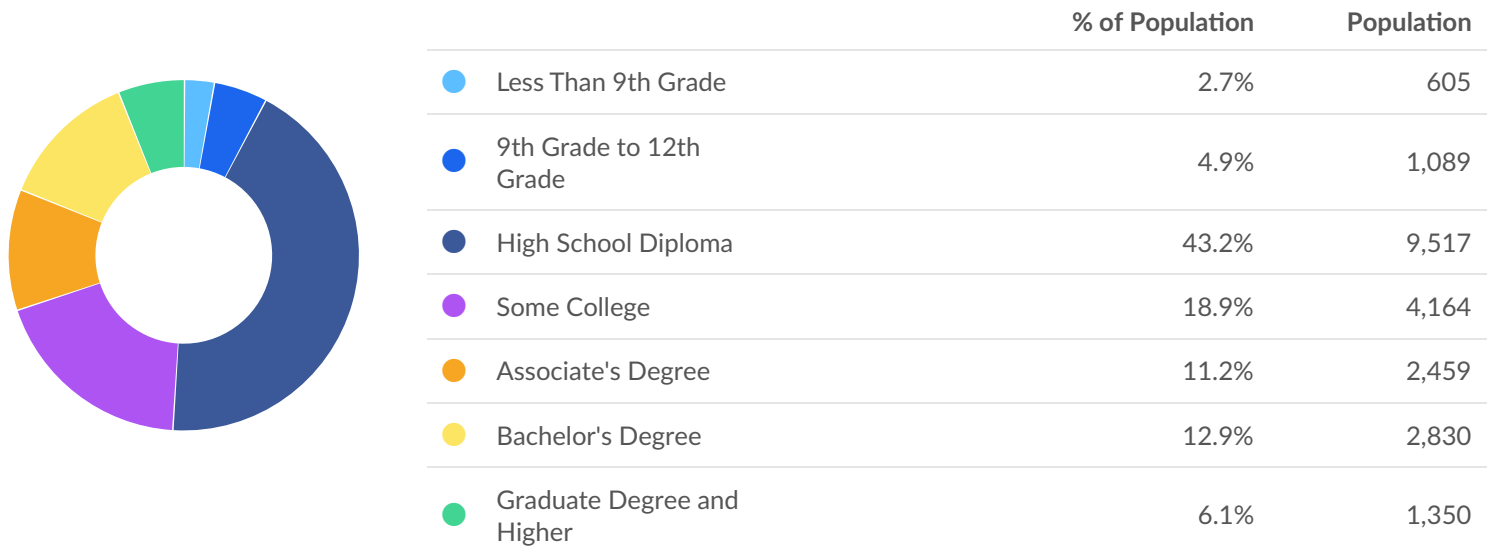 % of Population Population
Less Than 9th Grade 2.7% 605
9th Grade to 12th
Grade 4.9% 1,089
High School Diploma 43.2% 9,517
Some College 18.9% 4,164
Associate's Degree 11.2% 2,459
Bachelor's Degree 12.9% 2,830
Graduate Degree and
Higher 6.1% 1,350